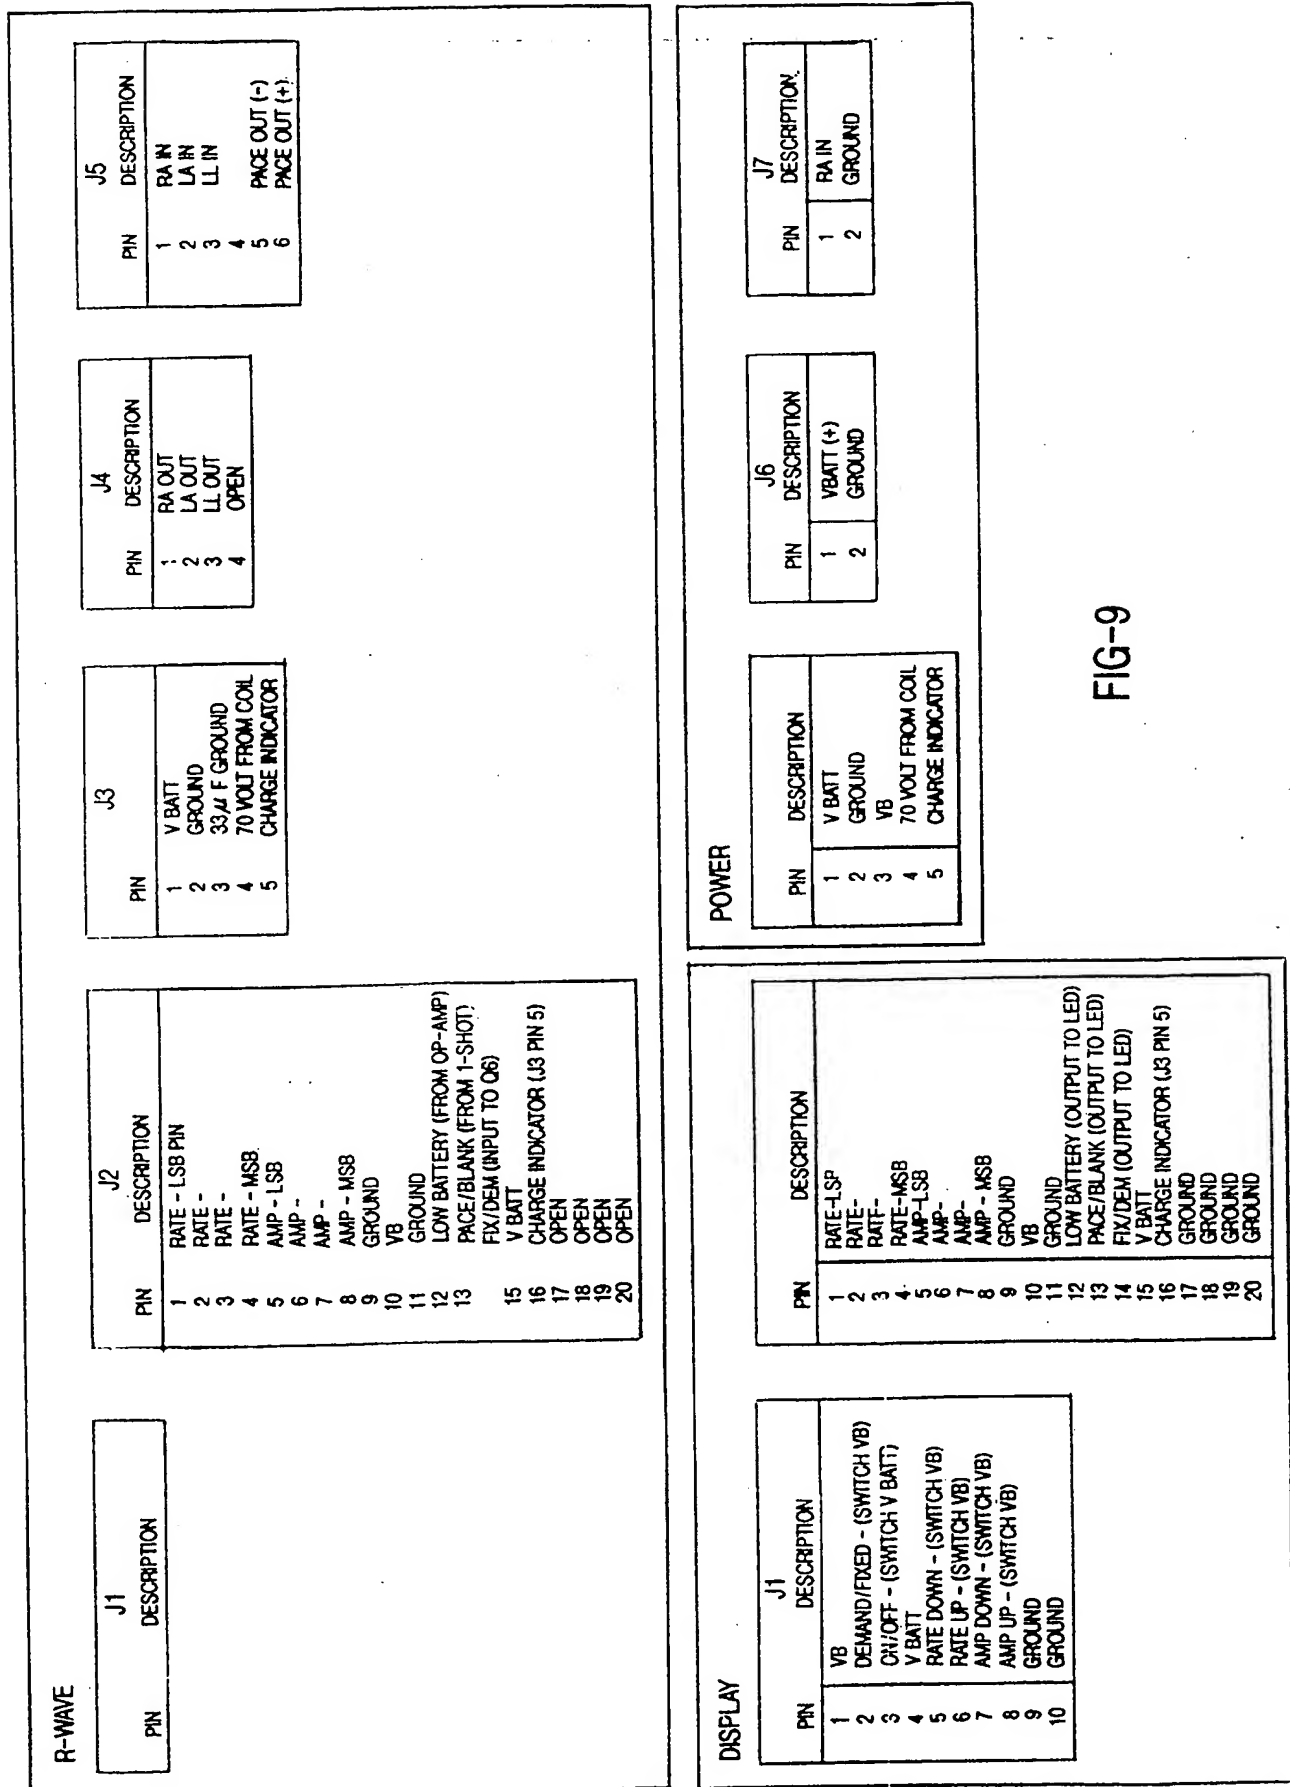 R-WAVE
J1
PIN DESCRIPTION
J2
PIN DESCRIPTION
1 RATE - LSB PIN
2 RATE -
3 RATE -
4 RATE - MSB
5 AMP - LSB
6 AMP -
7 AMP -
8 AMP - MSB
9 GROUND
10 VB
11 GROUND
12 LOW BATTERY (FROM OP-AMP)
13 PACE/BLANK (FROM 1-SHOT)
FIX/DEM (INPUT TO Q6)
15 V BATT
16 CHARGE INDICATOR (J3 PIN 5)
17 OPEN
18 OPEN
19 OPEN
20 OPEN
J3
PIN
1 V BATT
2 GROUND
3 33µ F GROUND
4 70 VOLT FROM COIL
5 CHARGE INDICATOR
J4
PIN DESCRIPTION
1 RA OUT
2 LA OUT
3 LL OUT
4 OPEN
J5
PIN DESCRIPTION
1 RA IN
2 LA IN
3 LL IN
4
5 PACE OUT (-)
6 PACE OUT (+)
DISPLAY
J1
PIN DESCRIPTION
1 VB
2 DEMAND/FIXED - (SWITCH VB)
3 ON/OFF - (SWITCH V BATT)
4 V BATT
5 RATE DOWN - (SWITCH VB)
6 RATE UP - (SWITCH VB)
7 AMP DOWN - (SWITCH VB)
8 AMP UP - (SWITCH VB)
9 GROUND
10 GROUND
PIN DESCRIPTION
1 RATE-LSP
2 RATE-
3 RATE-
4 RATE-MSB
5 AMP-LSB
6 AMP-
7 AMP-
8 AMP - MSB
9 GROUND
10 VB
11 GROUND
12 LOW BATTERY (OUTPUT TO LED)
13 PACE/BLANK (OUTPUT TO LED)
14 FIX/DEM (OUTPUT TO LED)
15 V BATT
16 CHARGE INDICATOR (J3 PIN 5)
17 GROUND
18 GROUND
19 GROUND
20 GROUND
POWER
PIN DESCRIPTION
1 V BATT
2 GROUND
3 VB
4 70 VOLT FROM COIL
5 CHARGE INDICATOR
J6
PIN DESCRIPTION
1 VBATT (+)
2 GROUND
J7
PIN DESCRIPTION
1 RA IN
2 GROUND
FIG-9